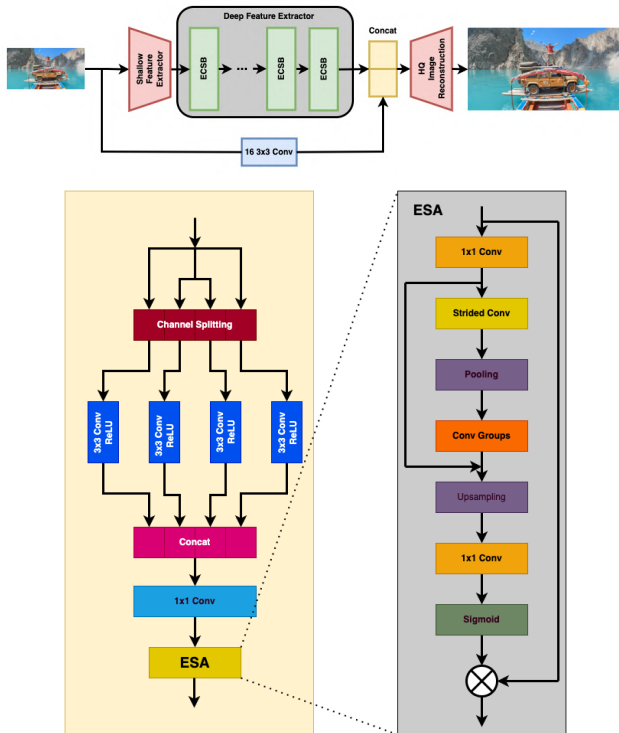 Deep Feature Extractor
Concat
Shallow
Feature
Extractor
ECSB
...
ECSB
ECSB
HQ
Image
Reconstruction
16 3x3 Conv
Channel Splitting
3x3 Conv
ReLU
3x3 Conv
ReLU
3x3 Conv
ReLU
3x3 Conv
ReLU
Concat
1x1 Conv
ESA
ESA
1x1 Conv
Strided Conv
Pooling
Conv Groups
Upsampling
1x1 Conv
Sigmoid